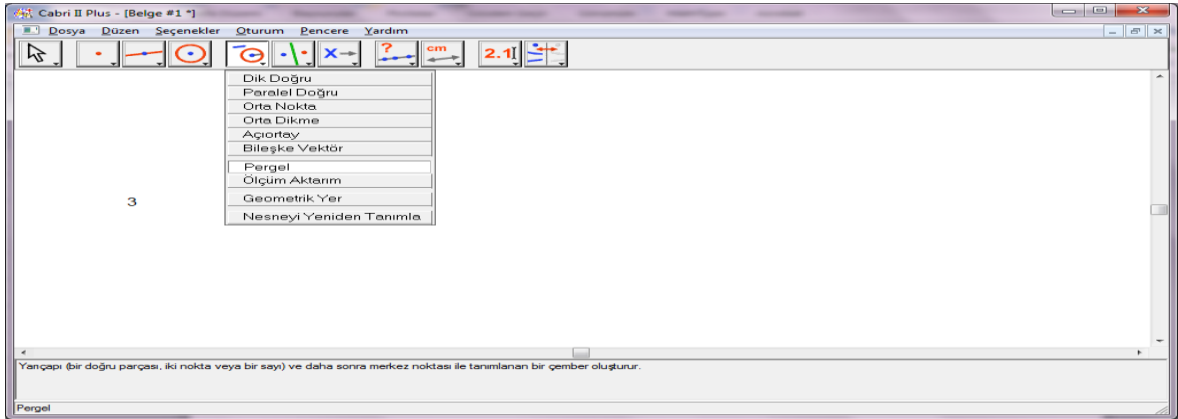 Cabri II Plus - [Belge #1 *]
Dosya Düzen Seçenekler Oturum Pencere Yardım
? cm 2.1
Dik Doğru
Paralel Doğru
Orta Nokta
Orta Dikme
Açıortay
Bileşke Vektör
Pergel
Ölçüm Aktarım
3
Geometrik Yer
Nesneyi Yeniden Tanımla
Yarıçapı (bir doğru parçası, iki nokta veya bir sayı) ve daha sonra merkez noktası ile tanımlanan bir çember oluşturur.
Pergel